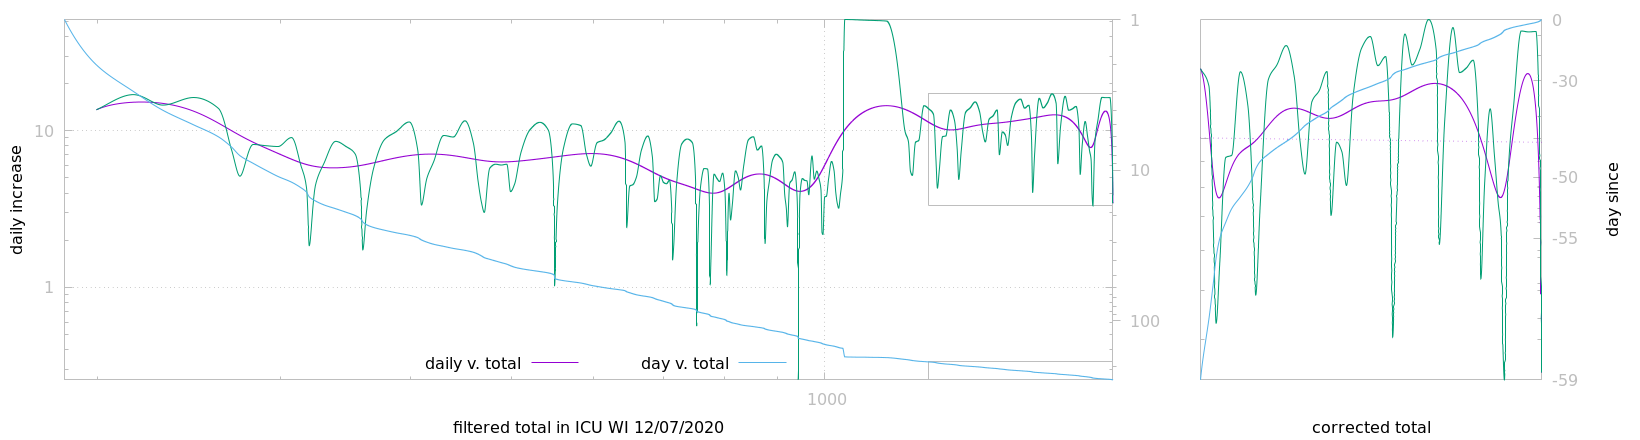 daily increase
10
1
1
10
100
daily v. total
day v. total
1000
filtered total in ICU WI 12/07/2020
0
-30
-50
-55
-59
day since
corrected total